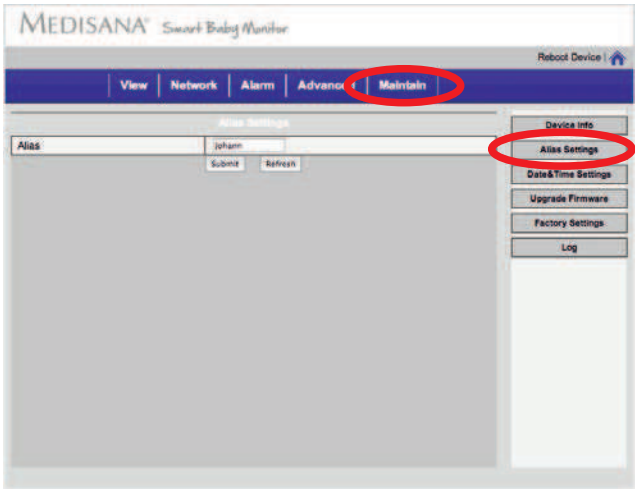 MEDISANA® Smart Baby Monitor
Reboot Device |
View | Network | Alarm | Advanced | Maintain |
Alias Settings
Alias Johann
Submit Refresh
Device Info
Alias Settings
Date&Time Settings
Upgrade Firmware
Factory Settings
Log